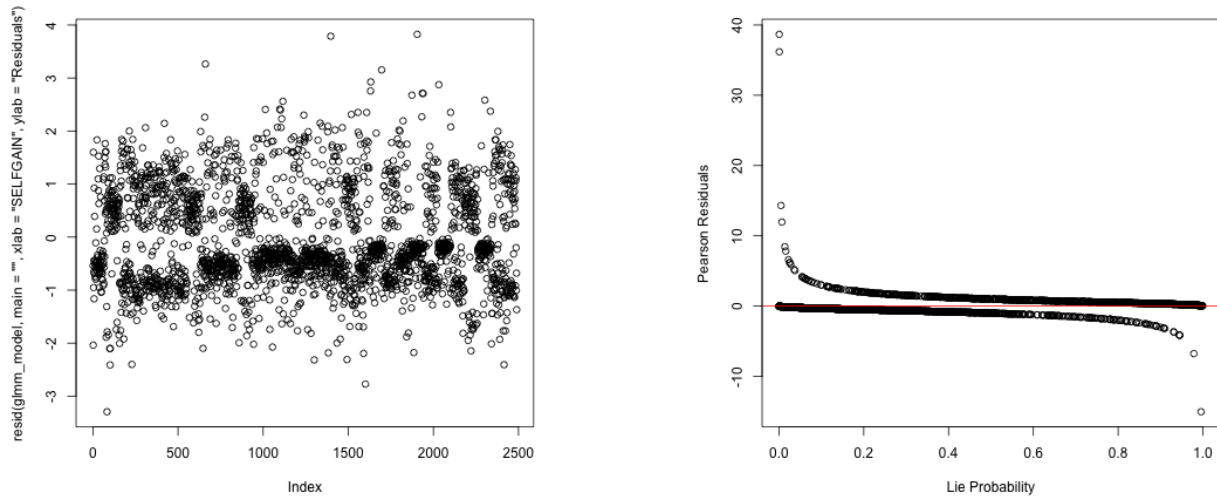 resid(glmm_model, main = "", xlab = "SELFGAIN", ylab = "Residuals")
4
3
2
1
0
-1
-2
-3
0 500 1000 1500 2000 2500
Index
Pearson Residuals
40
30
20
10
0
-10
0.0 0.2 0.4 0.6 0.8 1.0
Lie Probability